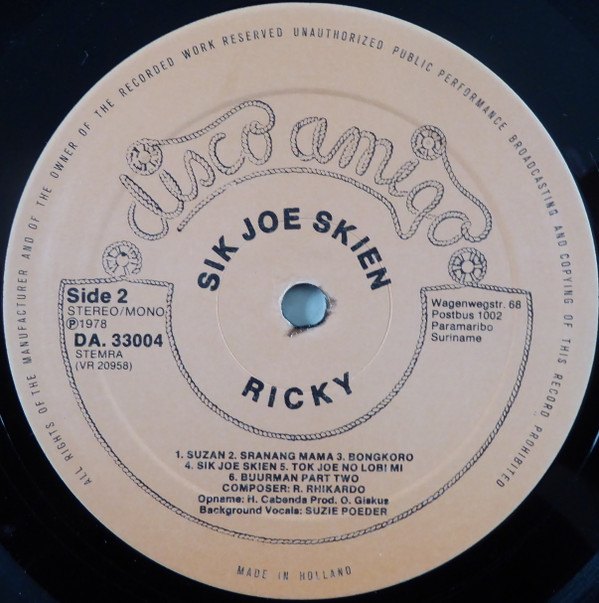 ALL RIGHTS OF THE MANUFACTURER AND OF THE OWNER OF THE RECORDED WORK RESERVED UNAUTHORIZED PUBLIC PERFORMANCE BROADCASTING AND COPYING OF THIS RECORD PROHIBITED
disco amigo
SIK JOE SKIEN
Side 2
STEREO/MONO
Ⓟ1978
DA. 33004
STEMRA
(VR 20958)
Wagenwegstr. 68
Postbus 1002
Paramaribo
Suriname
RICKY
1. SUZAN 2. SRANANG MAMA 3. BONGKORO
4. SIK JOE SKIEN 5. TOK JOE NO LOBI MI
6. BUURMAN PART TWO
COMPOSER: R. RHIKARDO
Opname: H. Cabenda Prod. O. Giskus
Background Vocals: SUZIE POEDER
MADE IN HOLLAND